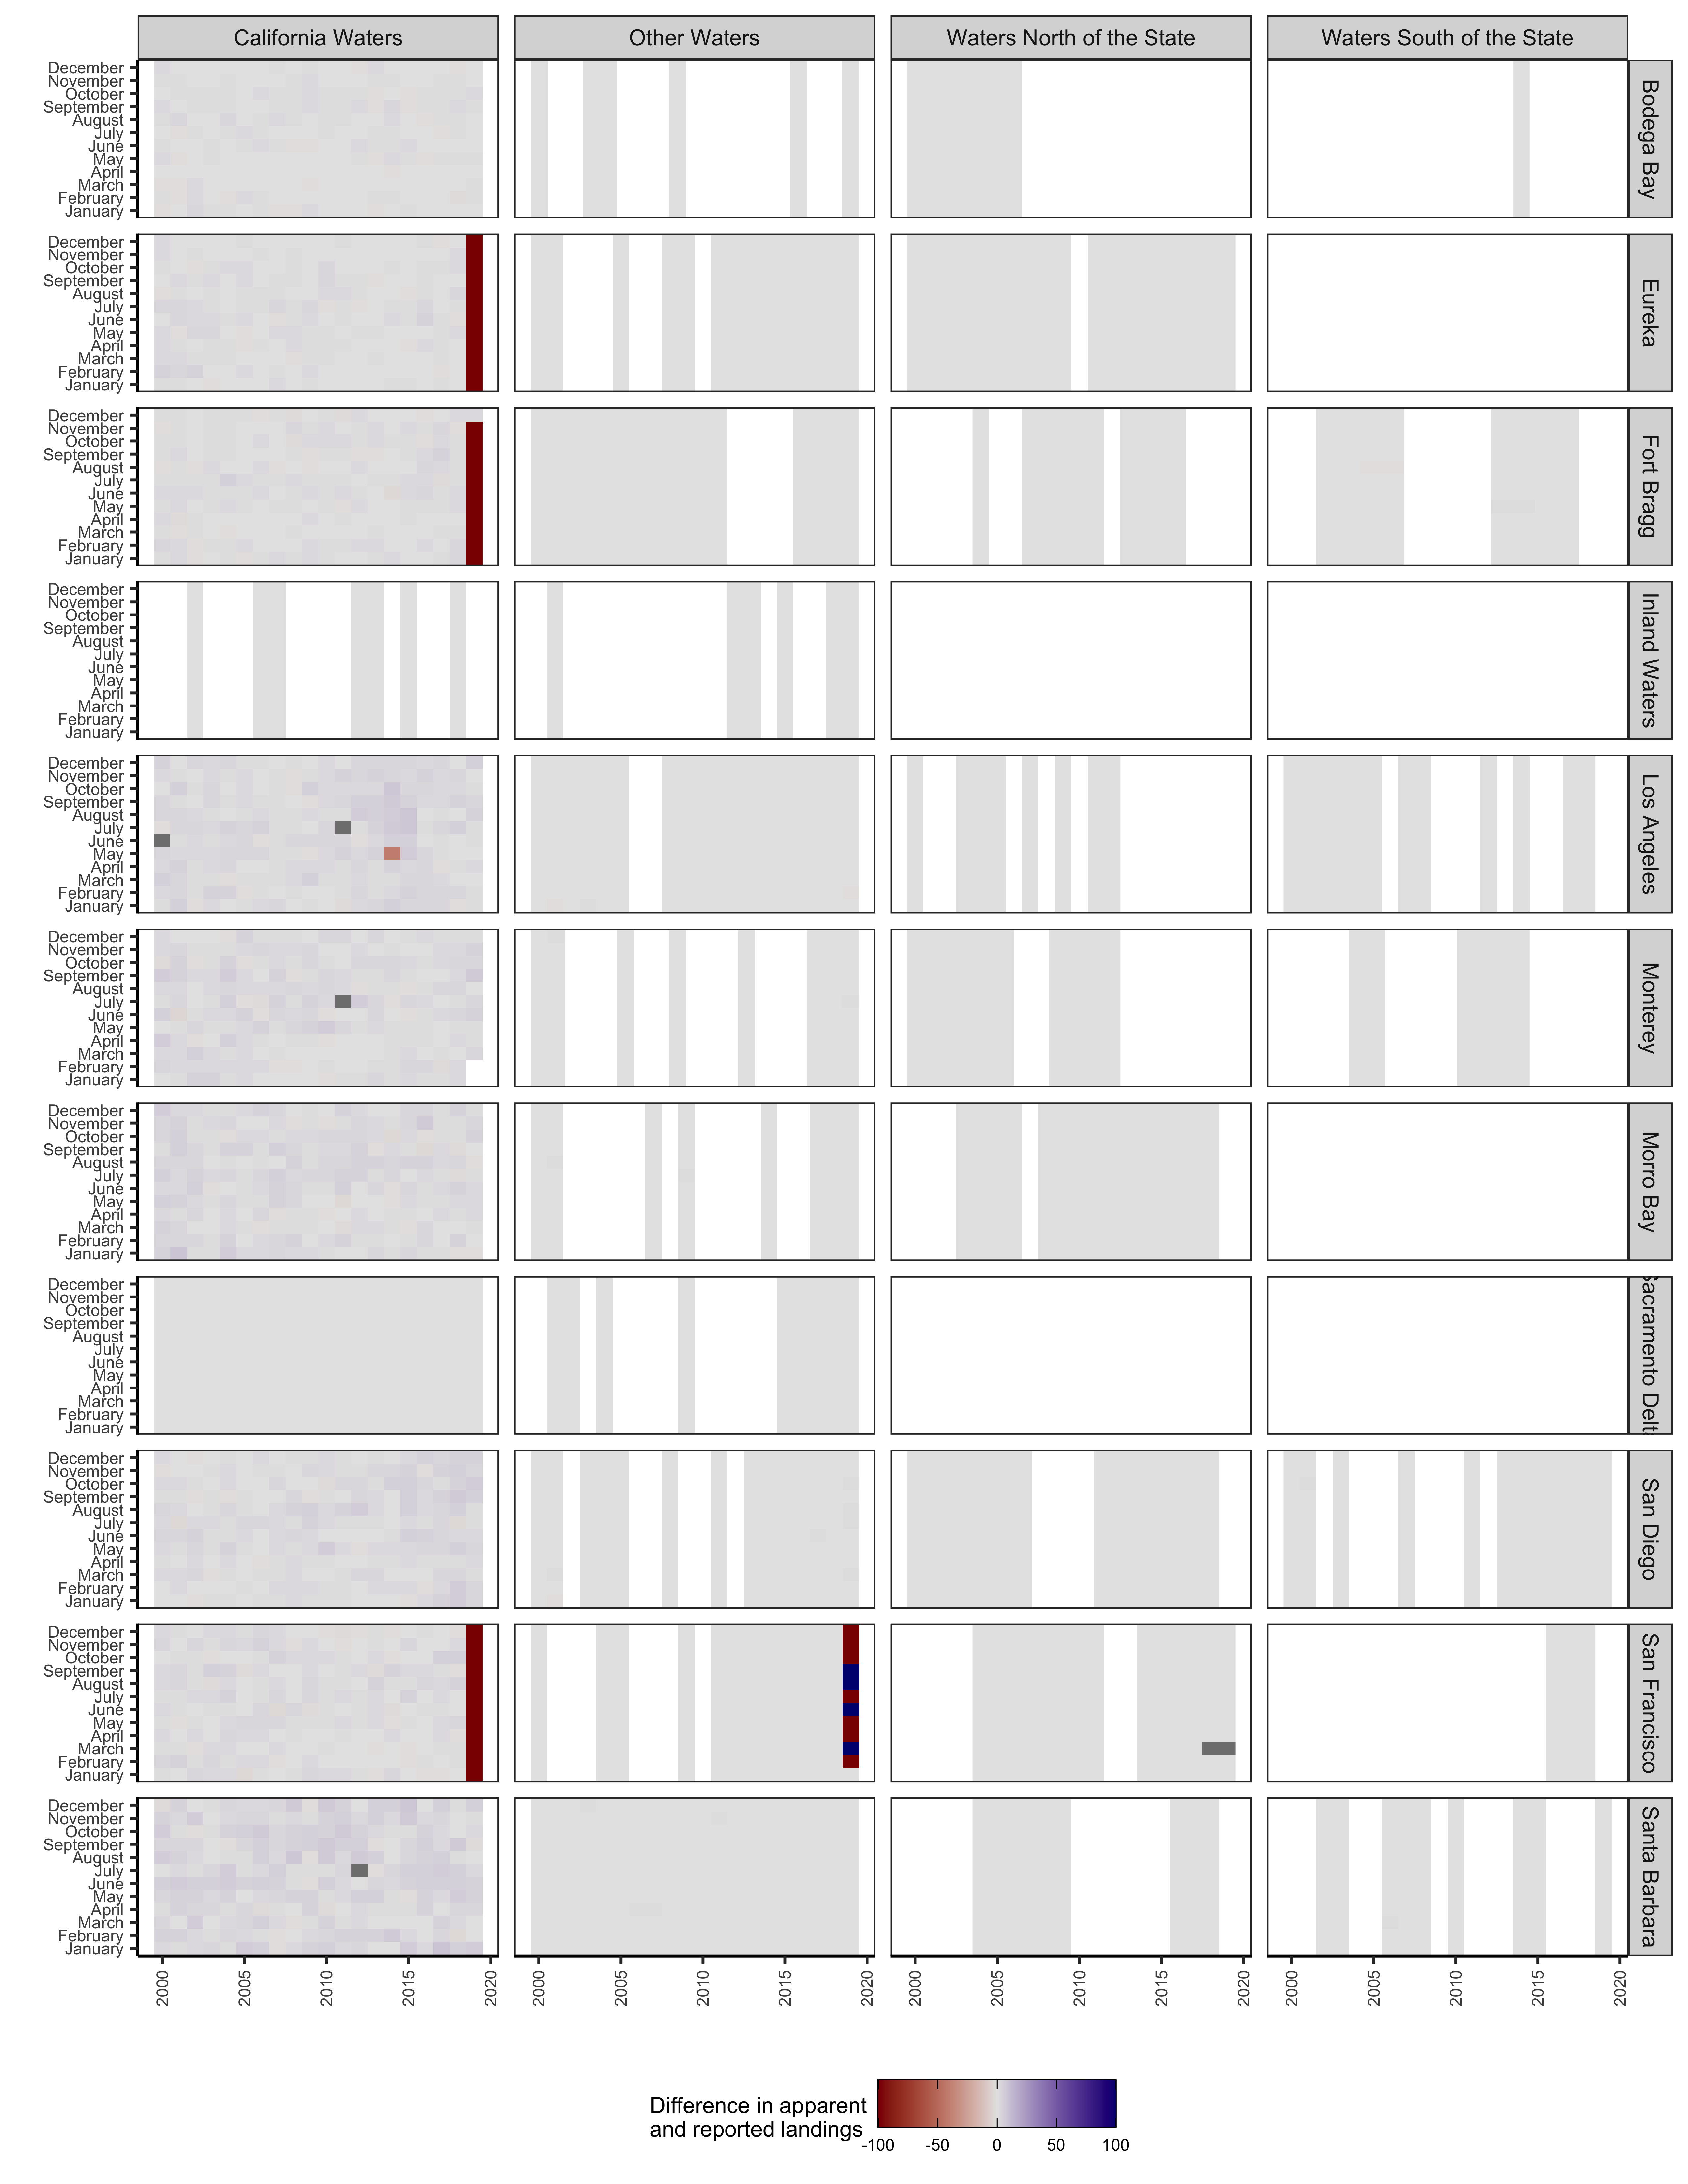 California Waters
Other Waters
Waters North of the State
Waters South of the State
December
November
October
September
August
July
June
May
April
March
February
January
Bodega Bay
December
November
October
September
August
July
June
May
April
March
February
January
Eureka
December
November
October
September
August
July
June
May
April
March
February
January
Fort Bragg
December
November
October
September
August
July
June
May
April
March
February
January
Inland Waters
December
November
October
September
August
July
June
May
April
March
February
January
Los Angeles
December
November
October
September
August
July
June
May
April
March
February
January
Monterey
December
November
October
September
August
July
June
May
April
March
February
January
Morro Bay
December
November
October
September
August
July
June
May
April
March
February
January
Sacramento Delta
December
November
October
September
August
July
June
May
April
March
February
January
San Diego
December
November
October
September
August
July
June
May
April
March
February
January
San Francisco
December
November
October
September
August
July
June
May
April
March
February
January
Santa Barbara
2000 2005 2010 2015 2020
2000 2005 2010 2015 2020
2000 2005 2010 2015 2020
2000 2005 2010 2015 2020
Difference in apparent
and reported landings
-100 -50 0 50 100